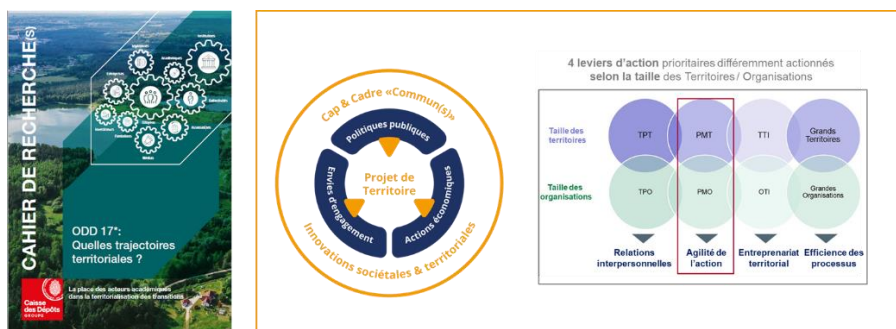 CAHIER DE RECHERCHE(S)
ODD 17*:
Quelles trajectoires
territoriales ?
La place des acteurs académiques
dans la territorialisation des transitions
Caisse
des Dépôts
GROUPE
Cap & Cadre «Commun(s)»
Politiques publiques
Envies d'engagement
Actions économiques
Projet de
Territoire
Innovations sociétales & territoriales
4 leviers d'action prioritaires différemment actionnés
selon la taille des Territoires / Organisations
Taille des
territoires
TPT
PMT
TTI
Grands
Territoires
Taille des
organisations
TPO
PMO
OTI
Grandes
Organisations
Relations
interpersonnelles
Agilité de
l'action
Entreprenariat
territorial
Efficience des
processus